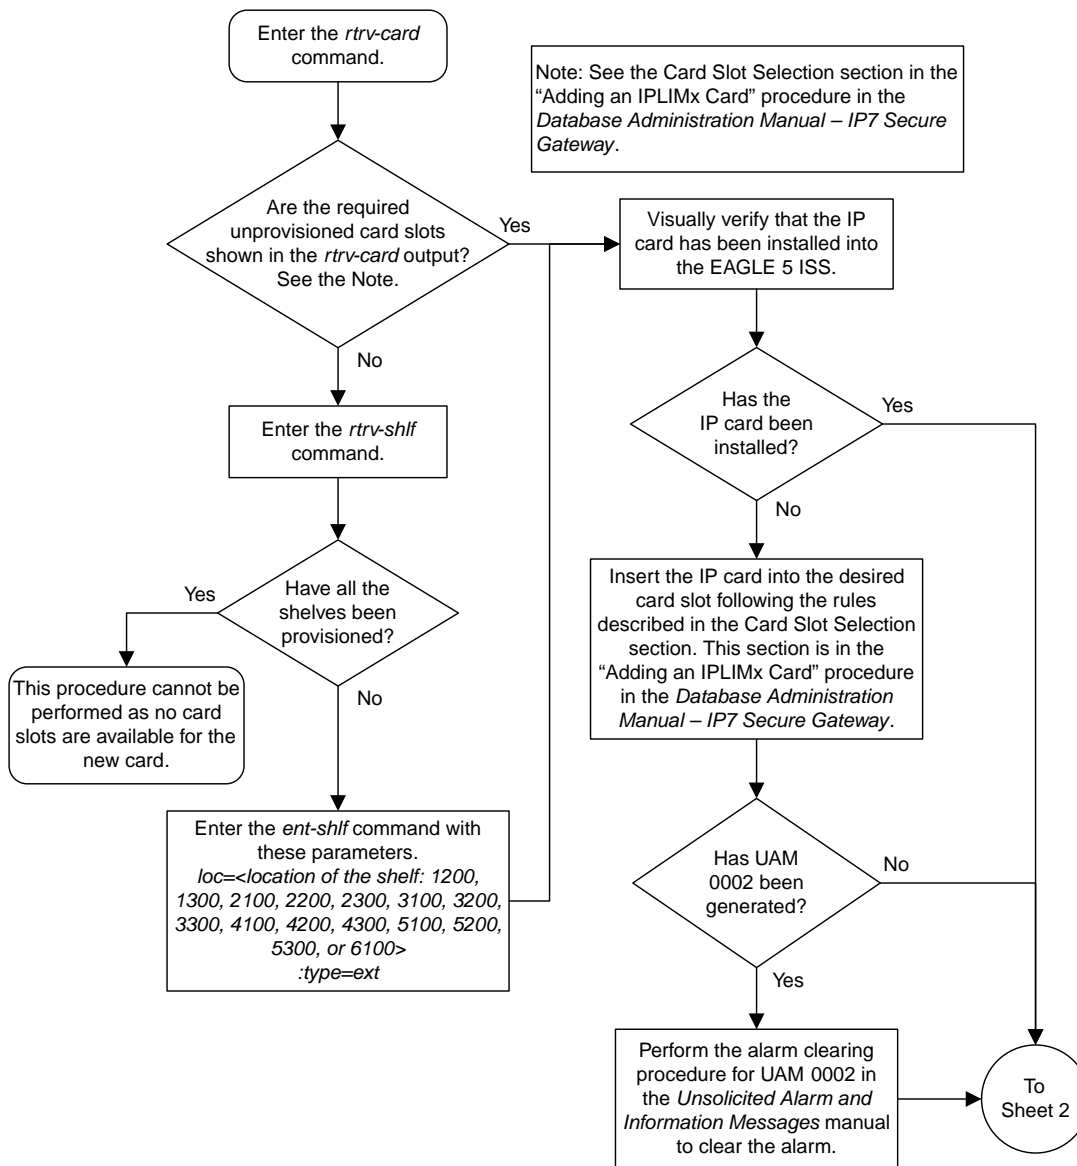 Enter the rtrv-card
command.
Note: See the Card Slot Selection section in the
“Adding an IPLIMx Card” procedure in the
Database Administration Manual – IP7 Secure
Gateway.
Are the required
unprovisioned card slots
shown in the rtrv-card output?
See the Note.
Yes
No
Visually verify that the IP
card has been installed into
the EAGLE 5 ISS.
Enter the rtrv-shlf
command.
Has the
IP card been
installed?
Yes
No
Have all the
shelves been
provisioned?
Yes
No
This procedure cannot be
performed as no card
slots are available for the
new card.
Insert the IP card into the desired
card slot following the rules
described in the Card Slot Selection
section. This section is in the
“Adding an IPLIMx Card” procedure
in the Database Administration
Manual – IP7 Secure Gateway.
Enter the ent-shlf command with
these parameters.
loc=<location of the shelf: 1200,
1300, 2100, 2200, 2300, 3100, 3200,
3300, 4100, 4200, 4300, 5100, 5200,
5300, or 6100>
:type=ext
Has UAM
0002 been
generated?
No
Yes
Perform the alarm clearing
procedure for UAM 0002 in
the Unsolicited Alarm and
Information Messages manual
to clear the alarm.
To
Sheet 2